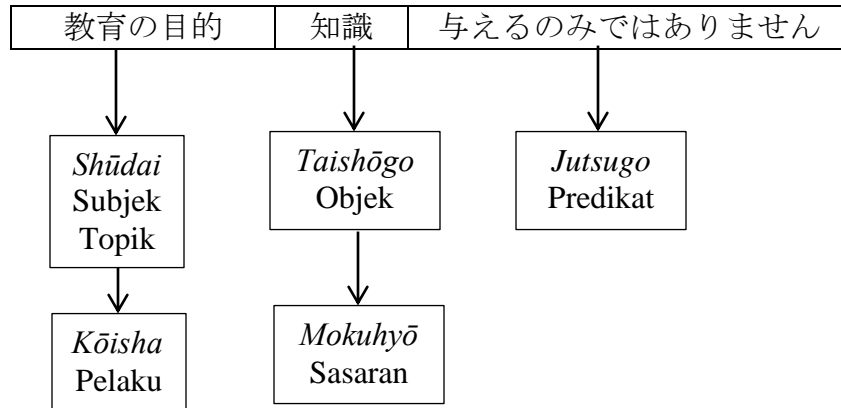 教育の目的 知識 与えるのみではありません
Shūdai
Subjek
Topik
Taishōgo
Objek
Jutsugo
Predikat
Kōisha
Pelaku
Mokuhyō
Sasaran